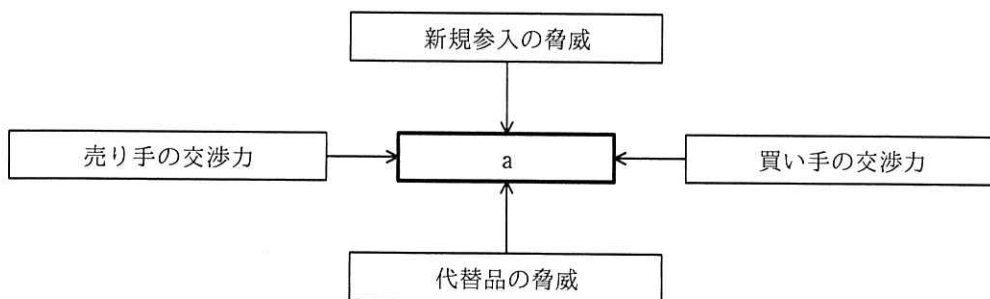 新規参入の脅威
売り手の交渉力
a
買い手の交渉力
代替品の脅威